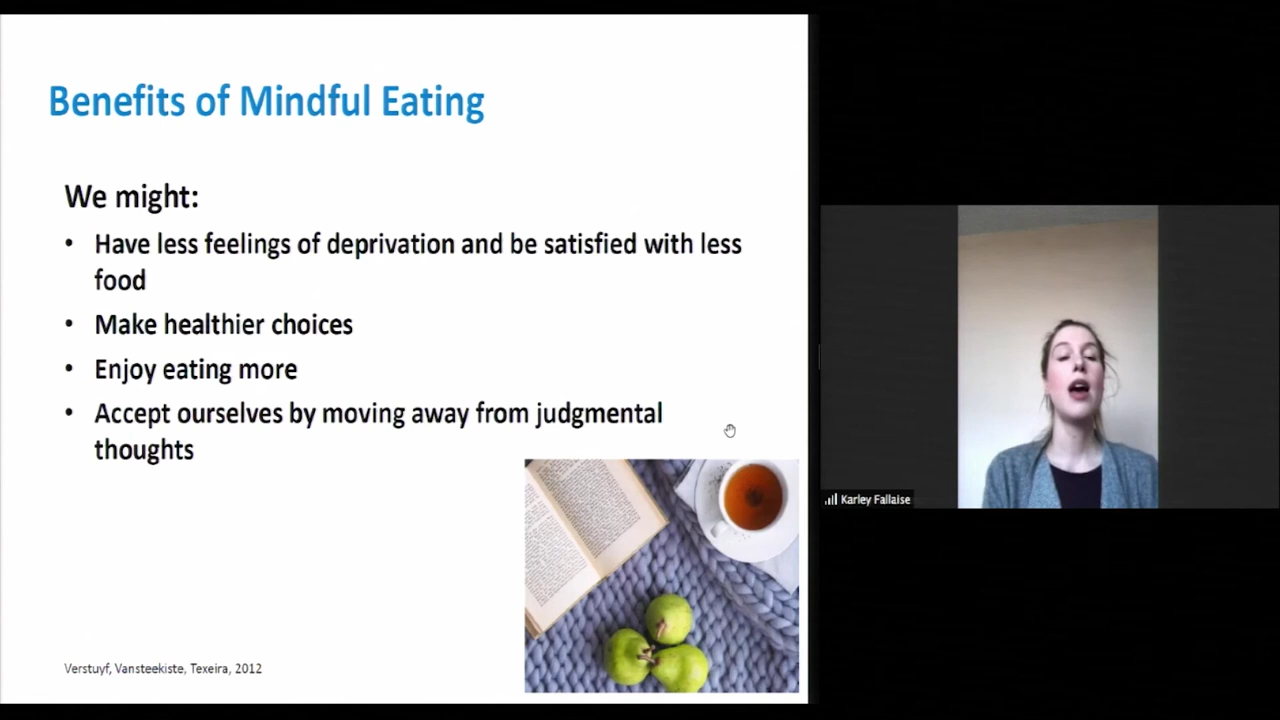 Benefits of Mindful Eating
We might:
• Have less feelings of deprivation and be satisfied with less
food
• Make healthier choices
• Enjoy eating more
• Accept ourselves by moving away from judgmental
thoughts
Verstuyf, Vansteekiste, Texeira, 2012
Karley Fallaise